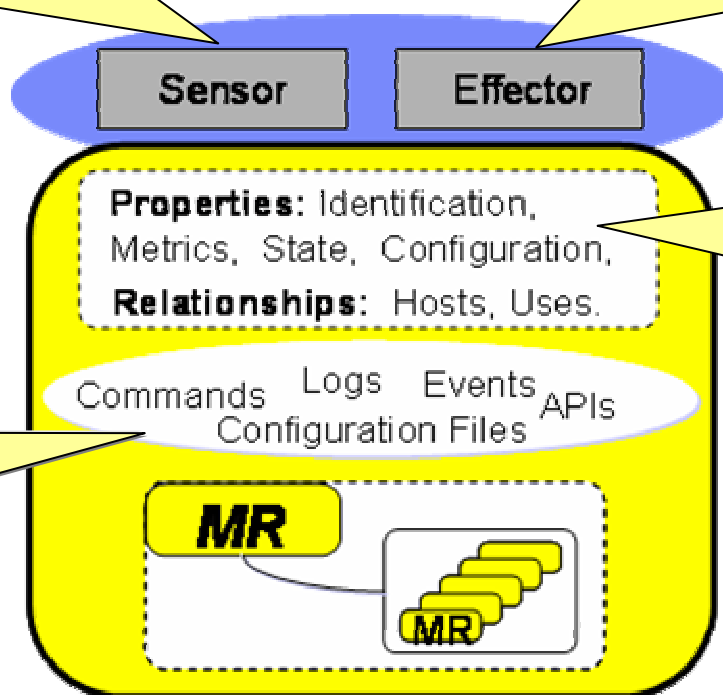 Sensor Effector
Properties: Identification,
Metrics, State, Configuration,
Relationships: Hosts, Uses.
Commands Logs Events APIs
Configuration Files
MR
MR